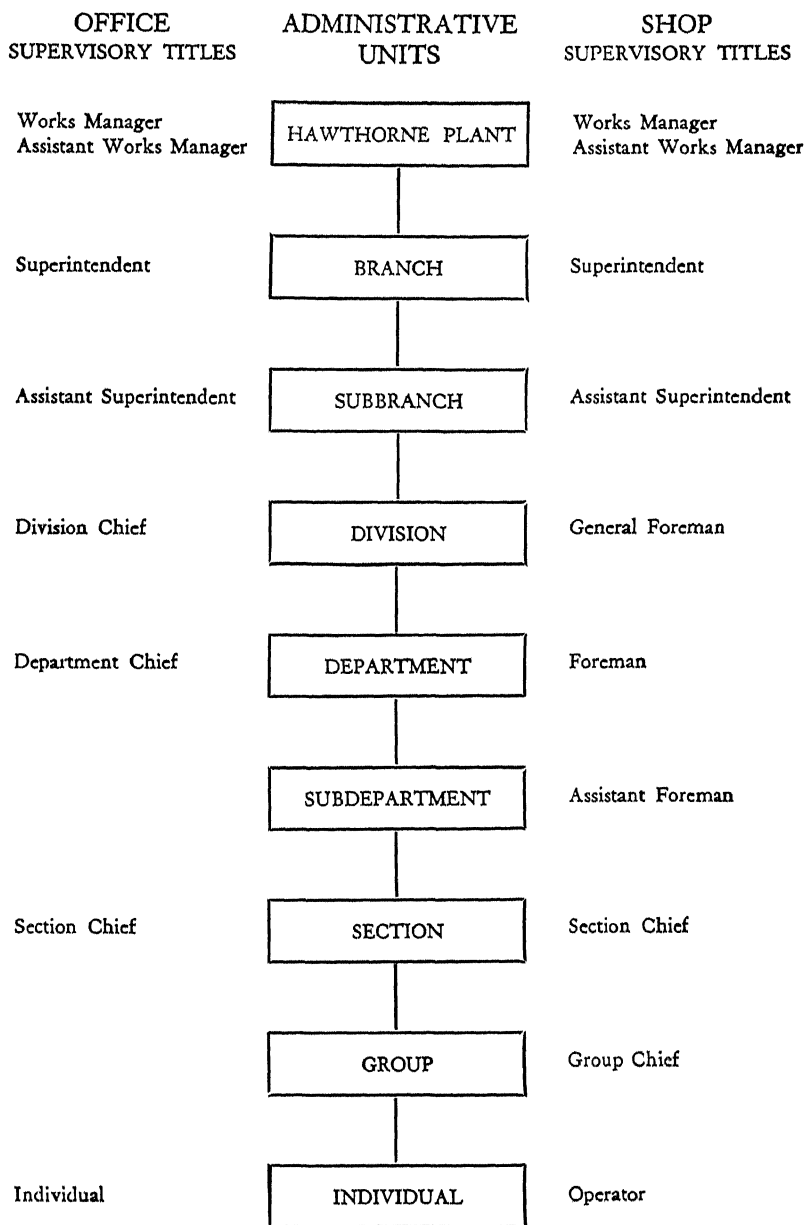 OFFICE
SUPERVISORY TITLES
ADMINISTRATIVE
UNITS
SHOP
SUPERVISORY TITLES
Works Manager
Assistant Works Manager
HAWTHORNE PLANT
Works Manager
Assistant Works Manager
Superintendent
BRANCH
Superintendent
Assistant Superintendent
SUBBRANCH
Assistant Superintendent
Division Chief
DIVISION
General Foreman
Department Chief
DEPARTMENT
Foreman
SUBDEPARTMENT
Assistant Foreman
Section Chief
SECTION
Section Chief
GROUP
Group Chief
Individual
INDIVIDUAL
Operator